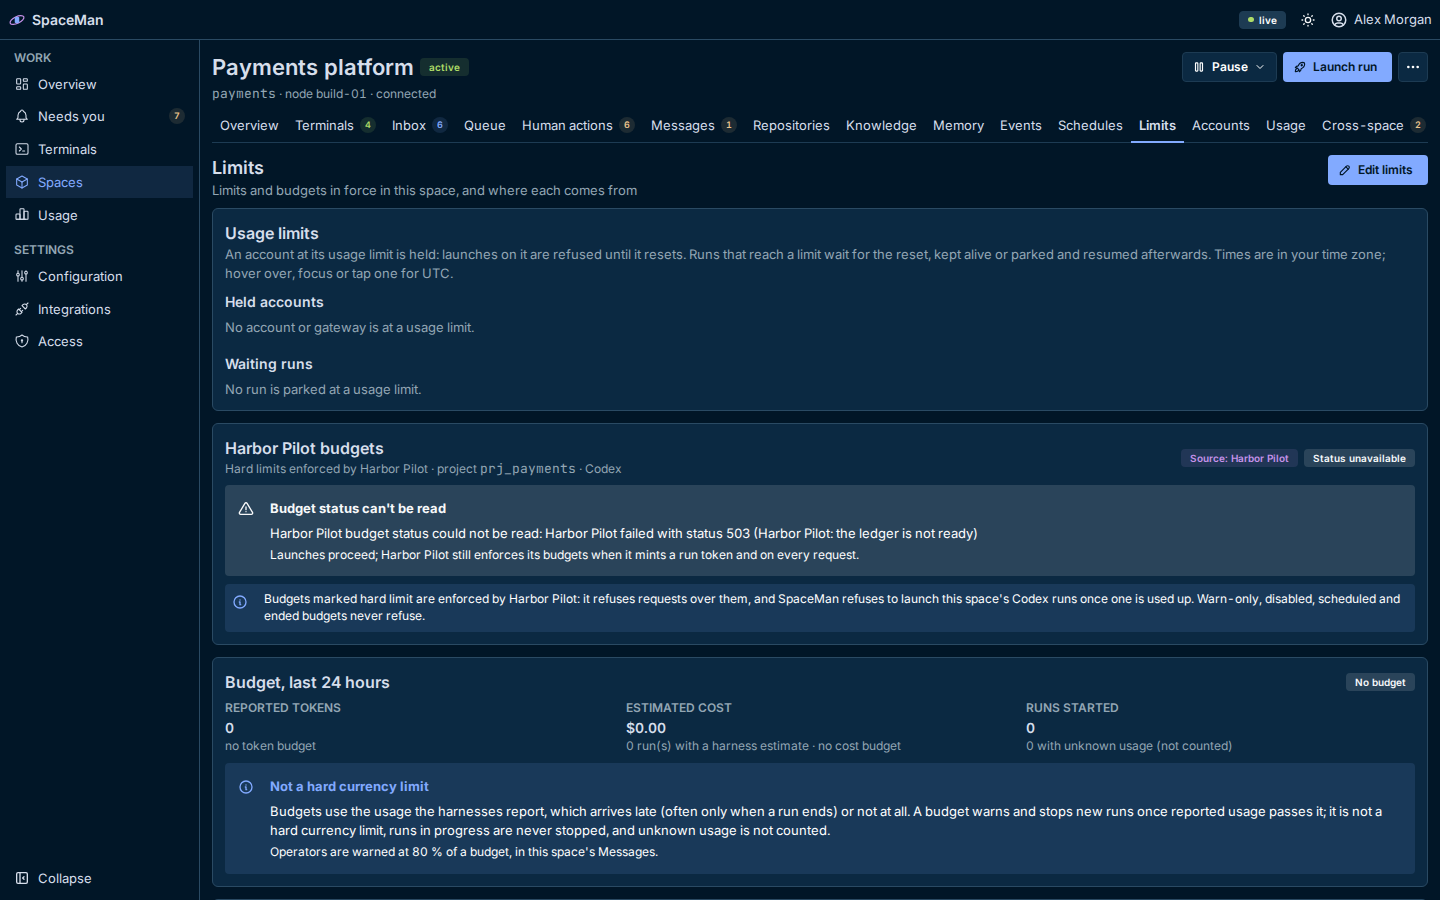 SpaceMan
live
Alex Morgan
WORK
Overview
Needs you 7
Terminals
Spaces
Usage
SETTINGS
Configuration
Integrations
Access
Collapse
Payments platform active
payments · node build-01 · connected
Pause
Launch run
Overview Terminals 4 Inbox 6 Queue Human actions 6 Messages 1 Repositories Knowledge Memory Events Schedules Limits Accounts Usage Cross-space 2
Limits
Limits and budgets in force in this space, and where each comes from
Edit limits
Usage limits
An account at its usage limit is held: launches on it are refused until it resets. Runs that reach a limit wait for the reset, kept alive or parked and resumed afterwards. Times are in your time zone;
hover over, focus or tap one for UTC.
Held accounts
No account or gateway is at a usage limit.
Waiting runs
No run is parked at a usage limit.
Harbor Pilot budgets
Hard limits enforced by Harbor Pilot · project prj_payments · Codex
Source: Harbor Pilot
Status unavailable
Budget status can't be read
Harbor Pilot budget status could not be read: Harbor Pilot failed with status 503 (Harbor Pilot: the ledger is not ready)
Launches proceed; Harbor Pilot still enforces its budgets when it mints a run token and on every request.
Budgets marked hard limit are enforced by Harbor Pilot: it refuses requests over them, and SpaceMan refuses to launch this space's Codex runs once one is used up. Warn-only, disabled, scheduled and
ended budgets never refuse.
Budget, last 24 hours
No budget
REPORTED TOKENS
0
no token budget
ESTIMATED COST
$0.00
0 run(s) with a harness estimate · no cost budget
RUNS STARTED
0
0 with unknown usage (not counted)
Not a hard currency limit
Budgets use the usage the harnesses report, which arrives late (often only when a run ends) or not at all. A budget warns and stops new runs once reported usage passes it; it is not a
hard currency limit, runs in progress are never stopped, and unknown usage is not counted.
Operators are warned at 80 % of a budget, in this space's Messages.